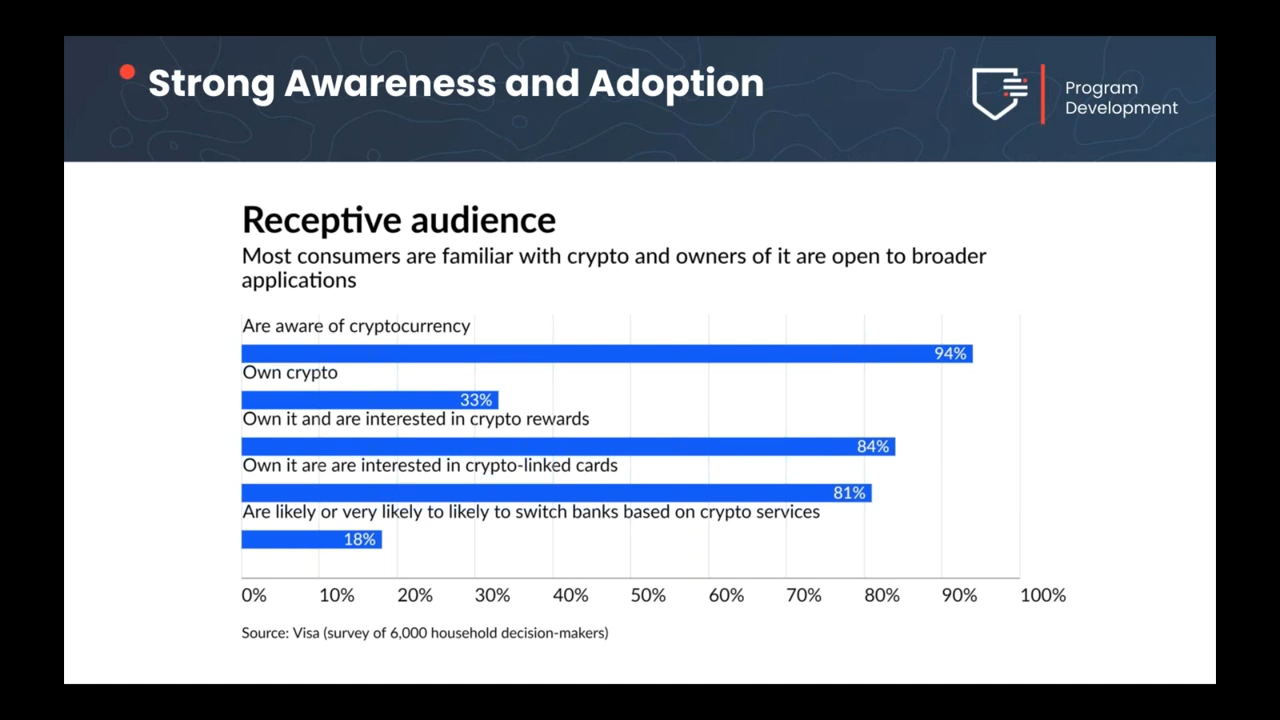 Strong Awareness and Adoption
Program
Development
Receptive audience
Most consumers are familiar with crypto and owners of it are open to broader
applications
Are aware of cryptocurrency
94%
Own crypto
33%
Own it and are interested in crypto rewards
84%
Own it are are interested in crypto-linked cards
81%
Are likely or very likely to likely to switch banks based on crypto services
18%
0% 10% 20% 30% 40% 50% 60% 70% 80% 90% 100%
Source: Visa (survey of 6,000 household decision-makers)